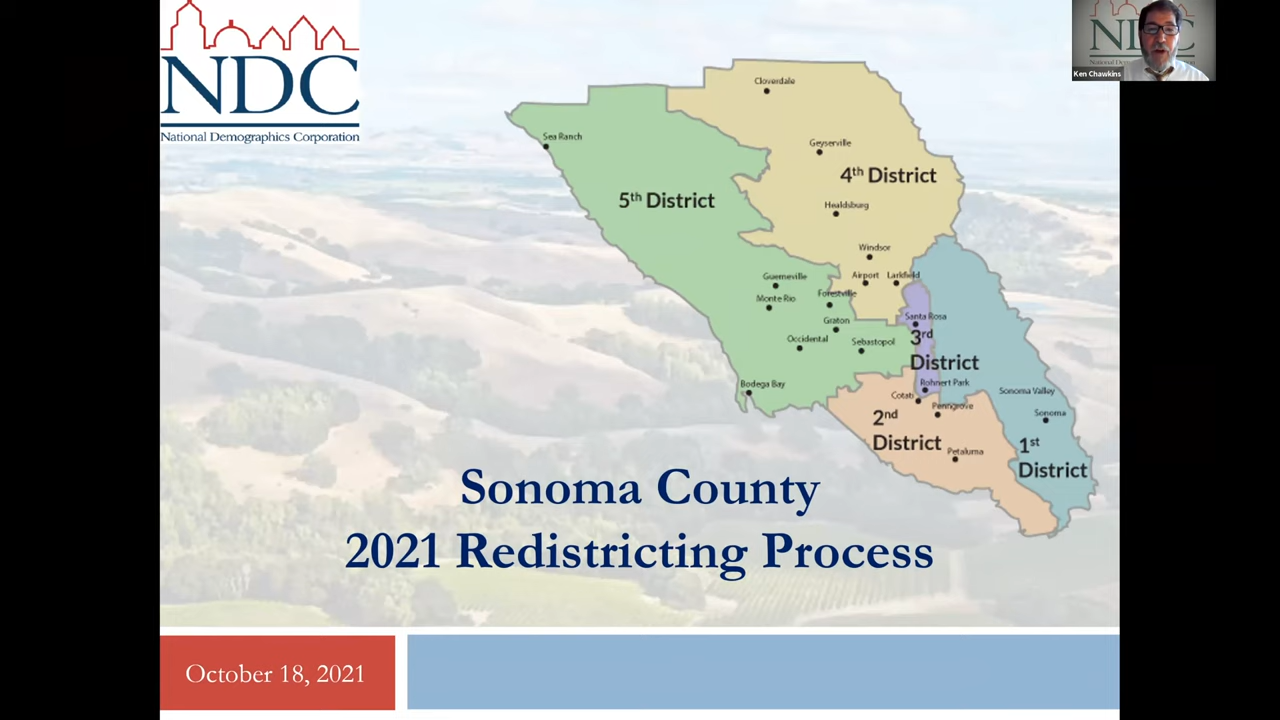 NDC
National Demographics Corporation
Ken Chawkins
Cloverdale
Sea Ranch
Geyserville
4th District
5th District
Healdsburg
Windsor
Airport
Larkfield
Guerneville
Monte Rio
Forestville
Santa Rosa
Graton
3rd
District
Occidental
Sebastopol
Bodega Bay
Rohnert Park
Sonoma Valley
Cotati
Penngrove
Sonoma
2nd
District
Petaluma
1st
District
Sonoma County
2021 Redistricting Process
October 18, 2021